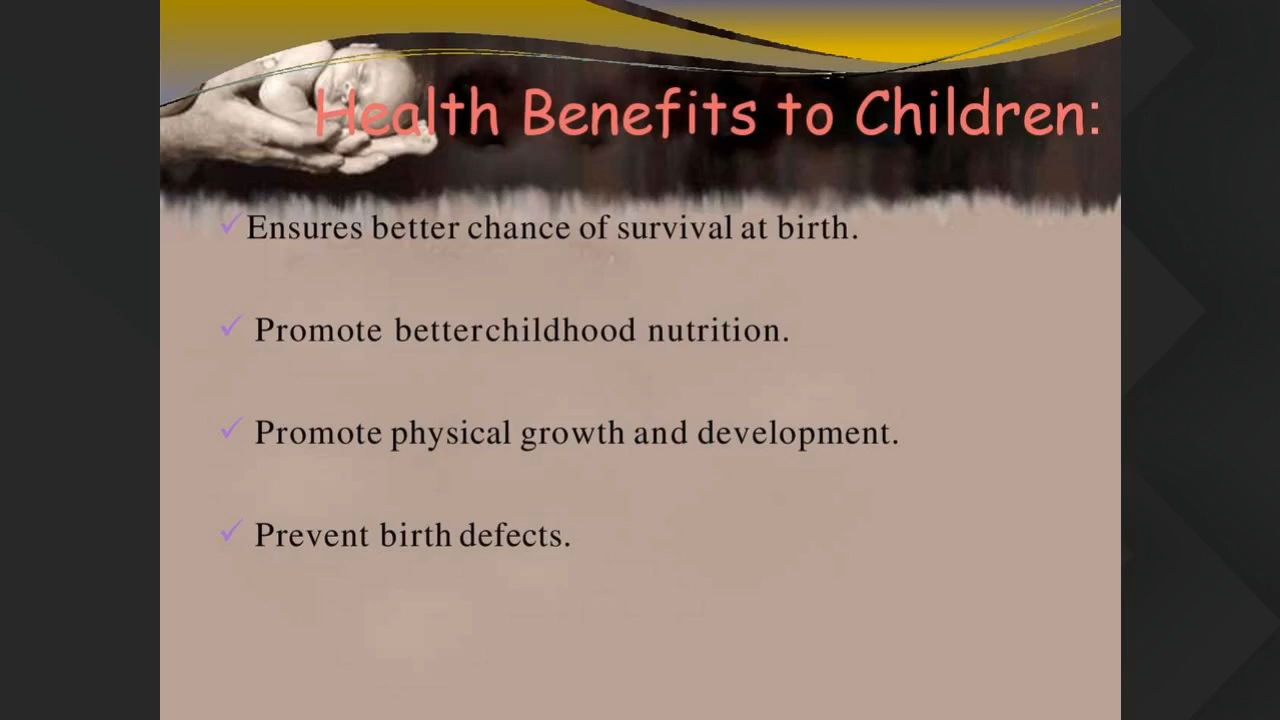 Health Benefits to Children:
✓Ensures better chance of survival at birth.
✓ Promote betterchildhood nutrition.
✓ Promote physical growth and development.
✓ Prevent birth defects.